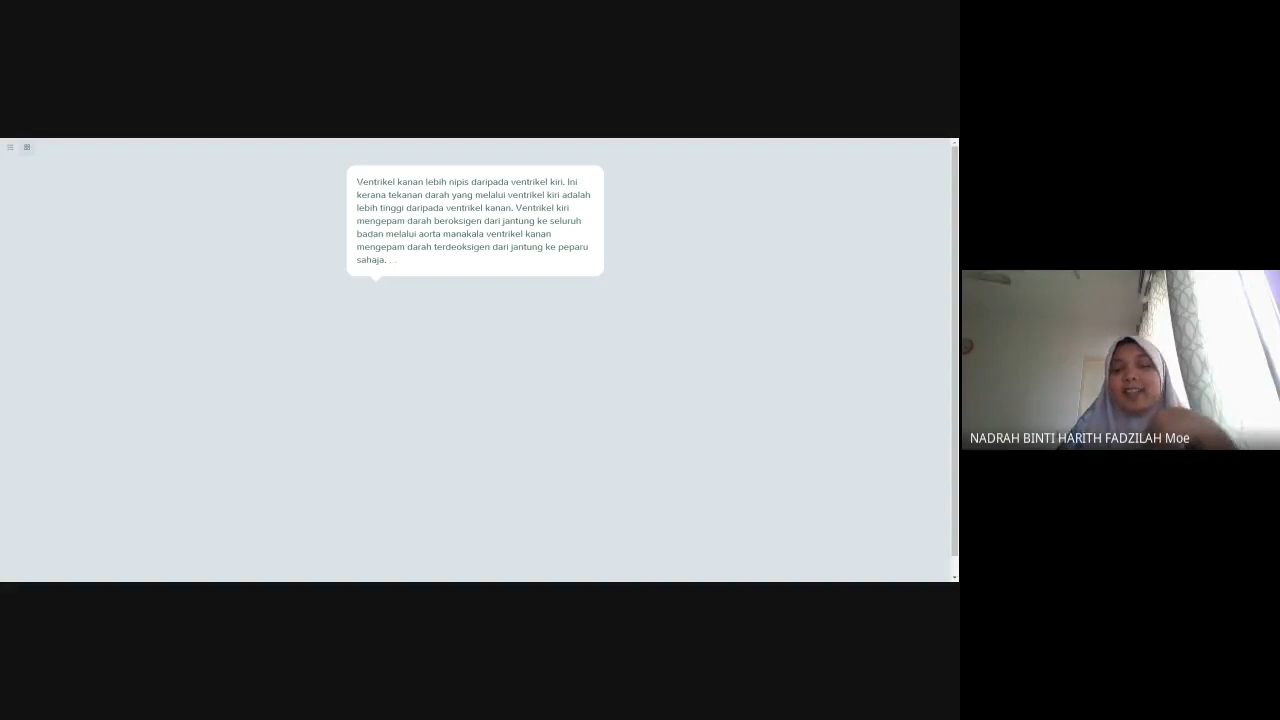 Ventrikel kanan lebih nipis daripada ventrikel kiri. Ini
kerana tekanan darah yang melalui ventrikel kiri adalah
lebih tinggi daripada ventrikel kanan. Ventrikel kiri
mengepam darah beroksigen dari jantung ke seluruh
badan melalui aorta manakala ventrikel kanan
mengepam darah terdeoksigen dari jantung ke peparu
sahaja. . .
NADRAH BINTI HARITH FADZILAH Moe